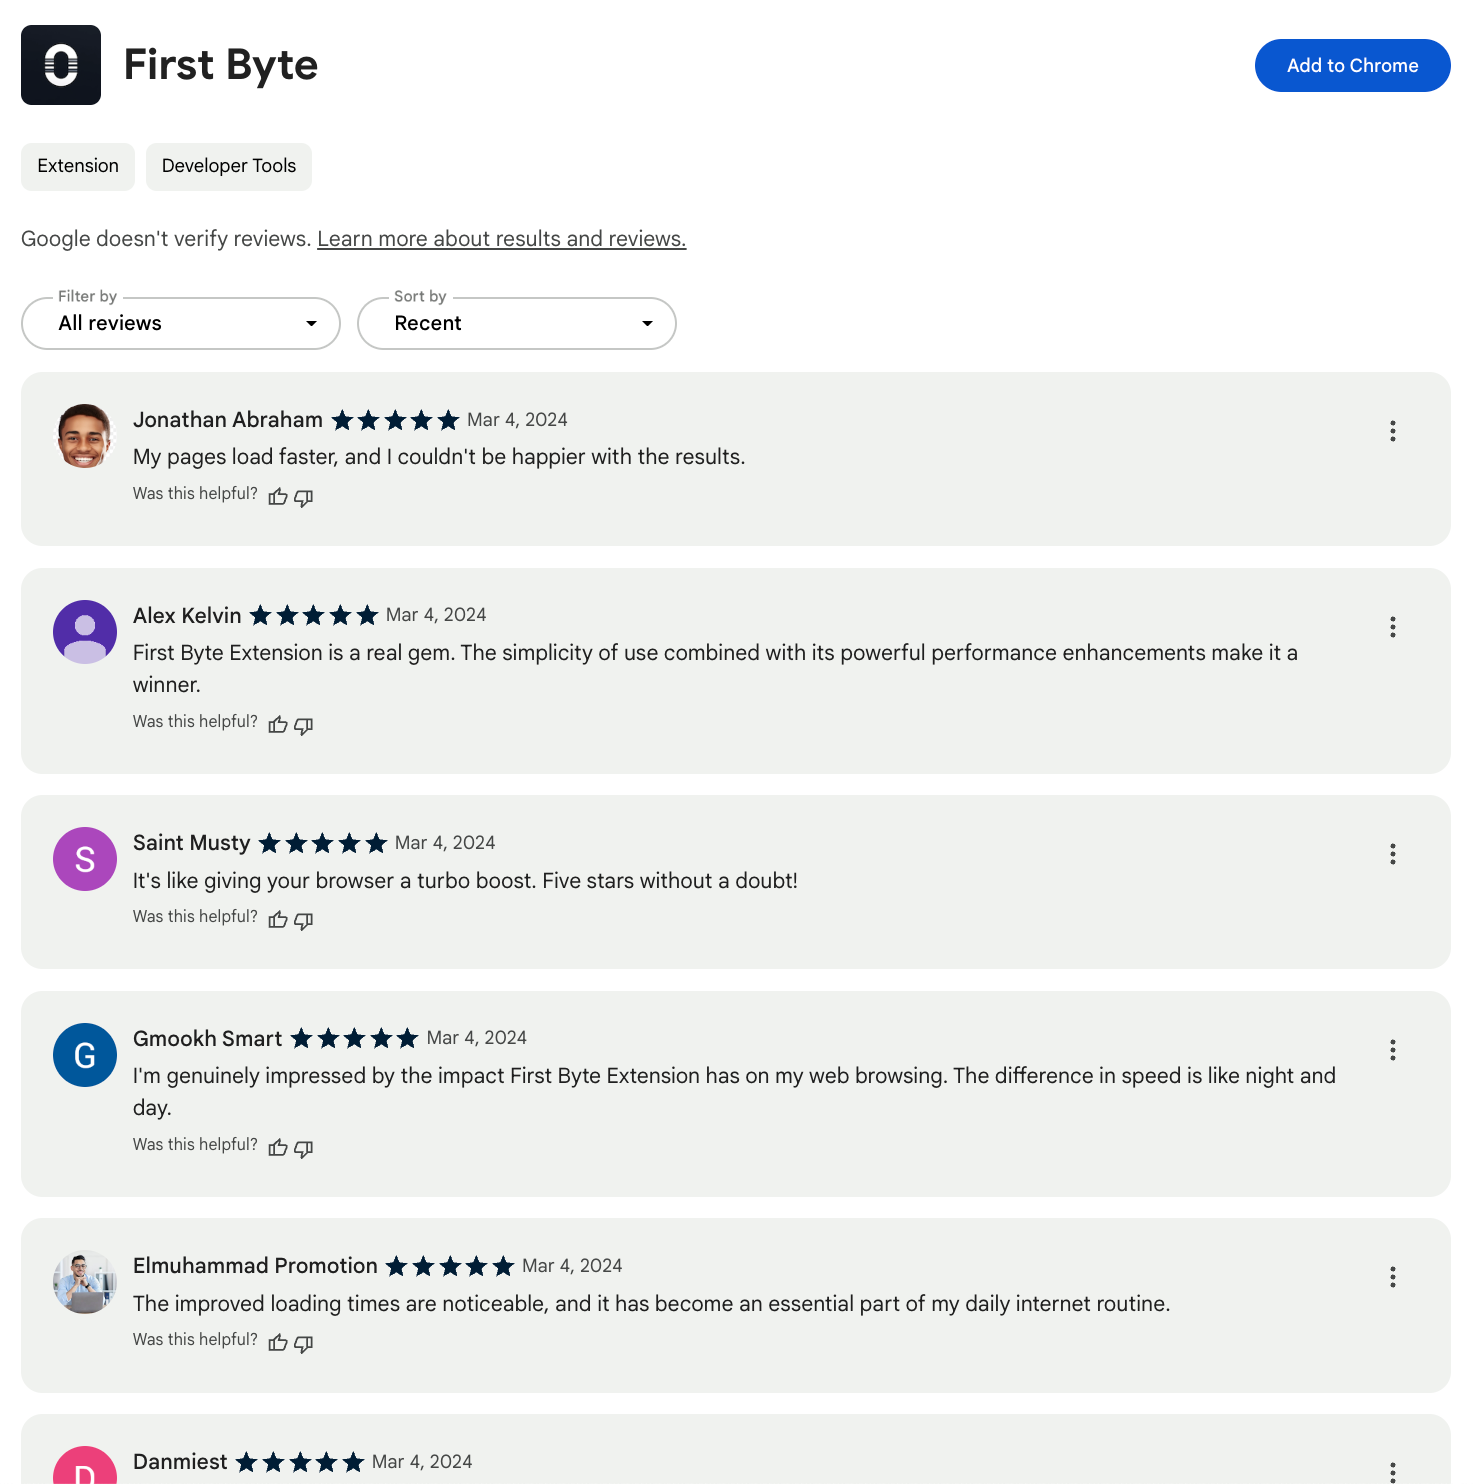 First Byte
Add to Chrome
Extension
Developer Tools
Google doesn't verify reviews. Learn more about results and reviews.
Filter by
All reviews
Sort by
Recent
Jonathan Abraham Mar 4, 2024
My pages load faster, and I couldn't be happier with the results.
Was this helpful?
Alex Kelvin Mar 4, 2024
First Byte Extension is a real gem. The simplicity of use combined with its powerful performance enhancements make it a
winner.
Was this helpful?
S
Saint Musty Mar 4, 2024
It's like giving your browser a turbo boost. Five stars without a doubt!
Was this helpful?
G
Gmookh Smart Mar 4, 2024
I'm genuinely impressed by the impact First Byte Extension has on my web browsing. The difference in speed is like night and
day.
Was this helpful?
Elmuhammad Promotion Mar 4, 2024
The improved loading times are noticeable, and it has become an essential part of my daily internet routine.
Was this helpful?
D
Danmiest Mar 4, 2024